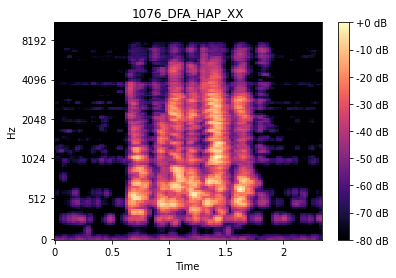 1076_DFA_HAP_XX
+0 dB
8192
-10 dB
4096
-20 dB
-30 dB
2048
Hz
-40 dB
1024
-50 dB
512
-60 dB
-70 dB
0
-80 dB
0
0.5
1
1.5
2
Time